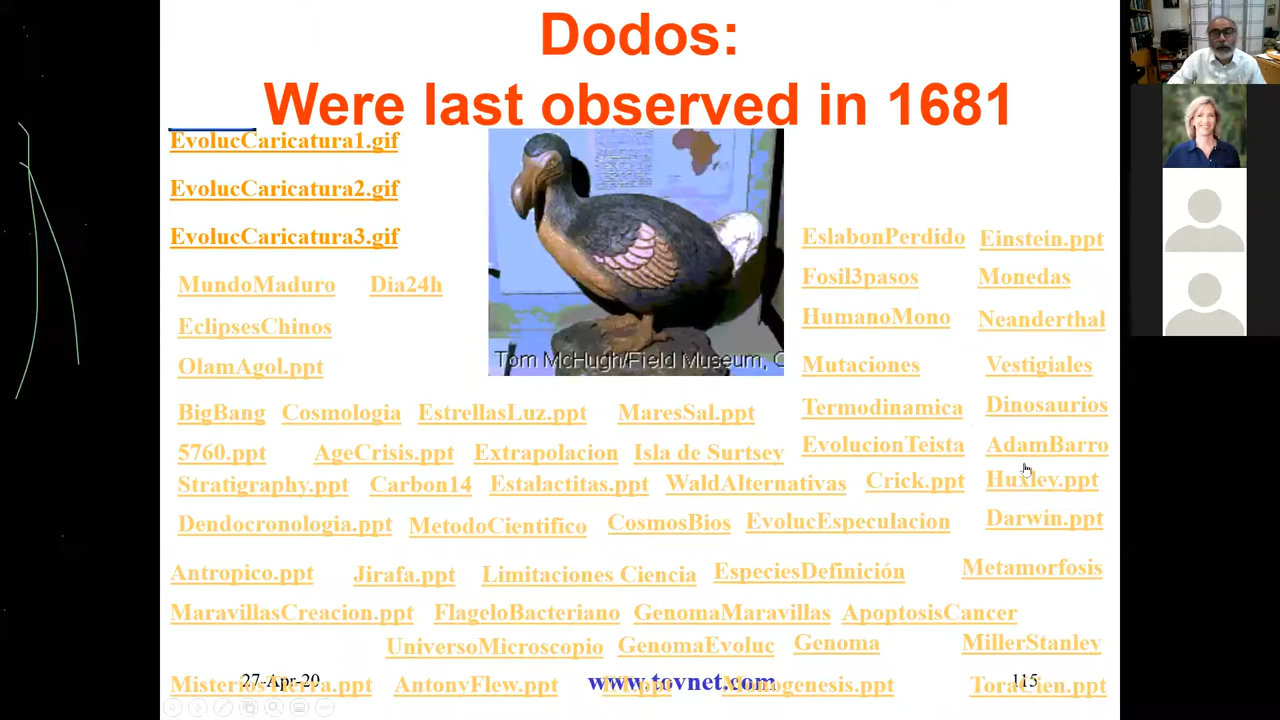 Dodos:
Were last observed in 1681
EvolucCaricatura1.gif
EvolucCaricatura2.gif
EvolucCaricatura3.gif
Tom McHugh/Field Museum, C
EslabonPerdido Einstein.ppt
Fosil3pasos Monedas
MundoMaduro Dia24h
HumanoMono Neanderthal
EclipsesChinos
OlamAgol.ppt
Mutaciones Vestigiales
BigBang Cosmologia EstrellasLuz.ppt MaresSal.ppt Termodinamica Dinosaurios
5760.ppt AgeCrisis.ppt Extrapolacion Isla de Surtsey EvolucionTeista AdamBarro
Stratigraphy.ppt Carbon14 Estalactitas.ppt WaldAlternativas Crick.ppt Huxley.ppt
Dendocronologia.ppt MetodoCientifico CosmosBios EvolucEspeculacion Darwin.ppt
Antropico.ppt Jirafa.ppt Limitaciones Ciencia EspeciesDefinición Metamorfosis
MaravillasCreacion.ppt FlageloBacteriano GenomaMaravillas ApoptosisCancer
UniversoMicroscopio GenomaEvoluc Genoma MillerStanley
27-Apr-20 AntonyFlew.ppt www.tovnet.com 115 ToraCien.ppt